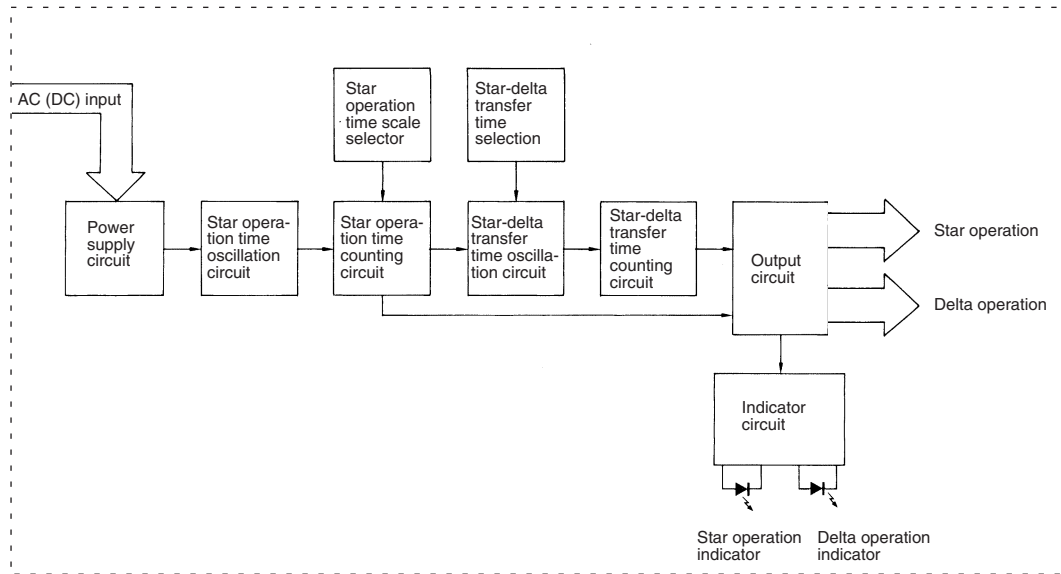 AC (DC) input
Star
operation
time scale
selector
Star-delta
transfer
time
selection
Power
supply
circuit
Star opera-
tion time
oscillation
circuit
Star opera-
tion time
counting
circuit
Star-delta
transfer
time oscilla-
tion circuit
Star-delta
transfer
time
counting
circuit
Output
circuit
Star operation
Delta operation
Indicator
circuit
Star operation
indicator
Delta operation
indicator